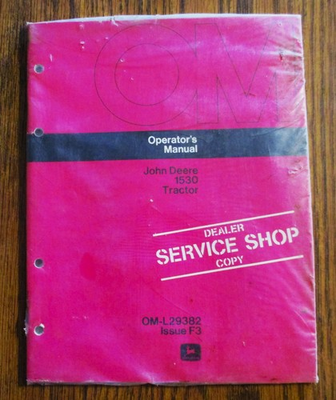 OM
Operator's
Manual
John Deere
1530
Tractor
DEALER
SERVICE SHOP
COPY
OM-L29382
Issue F3